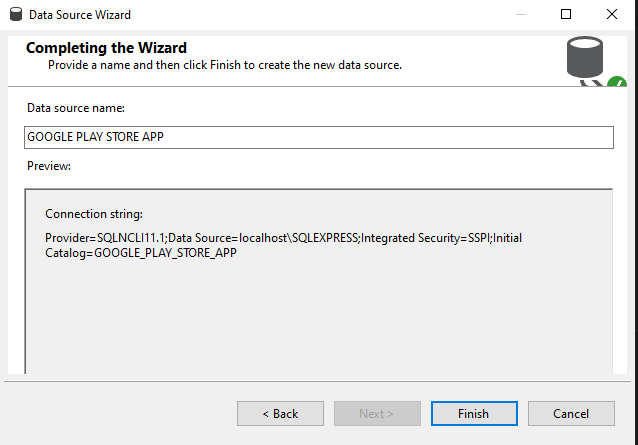 Data Source Wizard
Completing the Wizard
Provide a name and then click Finish to create the new data source.
Data source name:
GOOGLE PLAY STORE APP
Preview:
Connection string:
Provider=SQLNCLI11.1;Data Source=localhost\SQLEXPRESS;Integrated Security=SSPI;Initial
Catalog=GOOGLE_PLAY_STORE_APP
< Back
Next >
Finish
Cancel